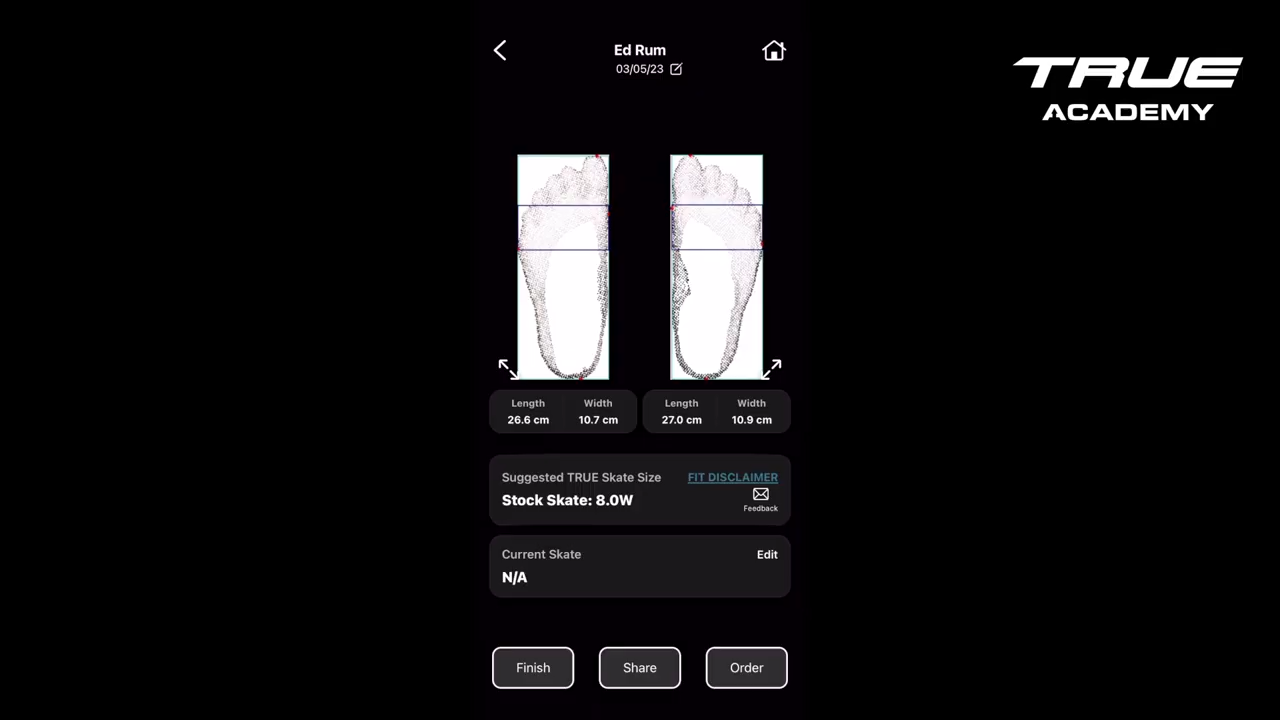 Ed Rum
03/05/23
TRUE
ACADEMY
Length Width Length Width
26.6 cm 10.7 cm 27.0 cm 10.9 cm
Suggested TRUE Skate Size FIT DISCLAIMER
Stock Skate: 8.0W
Feedback
Current Skate Edit
N/A
Finish Share Order